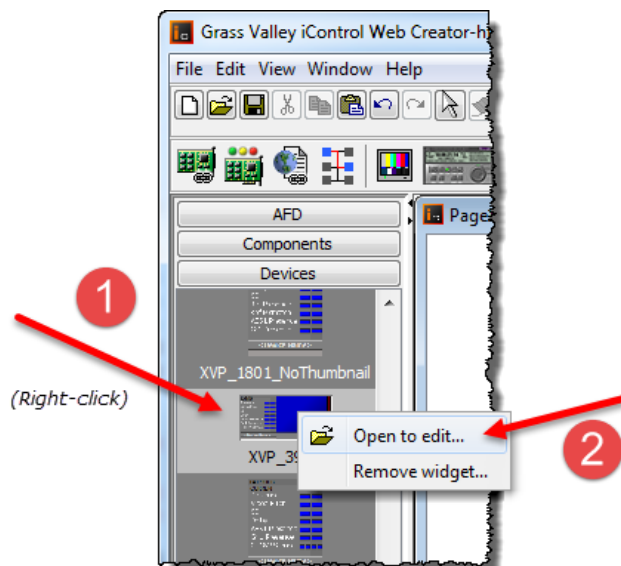 Grass Valley iControl Web Creator-h
File Edit View Window Help
AFD
Components
Devices
Page
1
XVP_1801_NoThumbnail
(Right-click)
Open to edit...
XVP_39
2
Remove widget...